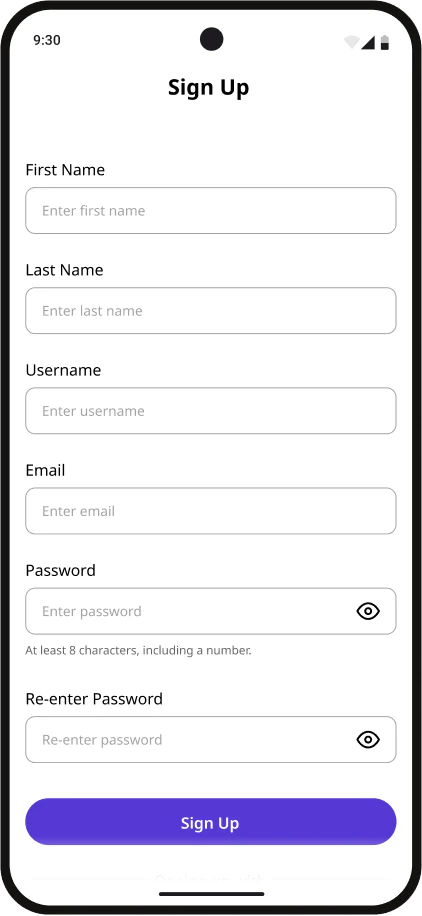 9:30
Sign Up
First Name
Enter first name
Last Name
Enter last name
Username
Enter username
Email
Enter email
Password
Enter password
At least 8 characters, including a number.
Re-enter Password
Re-enter password
Sign Up